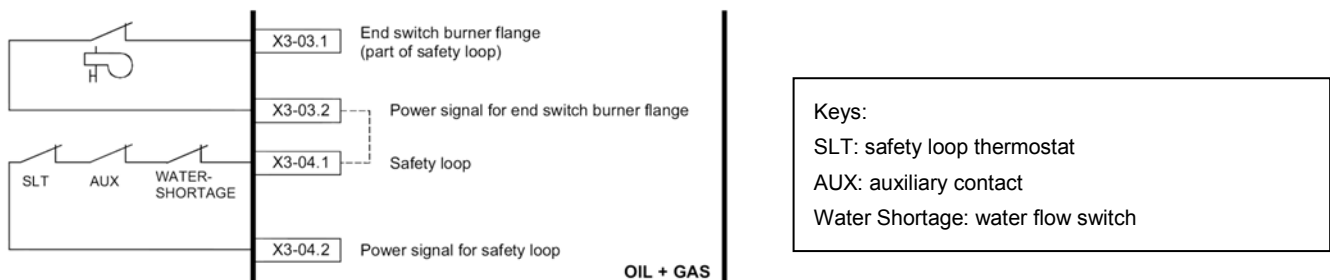 X3-03.1
End switch burner flange
(part of safety loop)
H
X3-03.2
Power signal for end switch burner flange
X3-04.1
Safety loop
SLT
AUX
WATER-
SHORTAGE
X3-04.2
Power signal for safety loop
OIL + GAS
Keys:
SLT: safety loop thermostat
AUX: auxiliary contact
Water Shortage: water flow switch